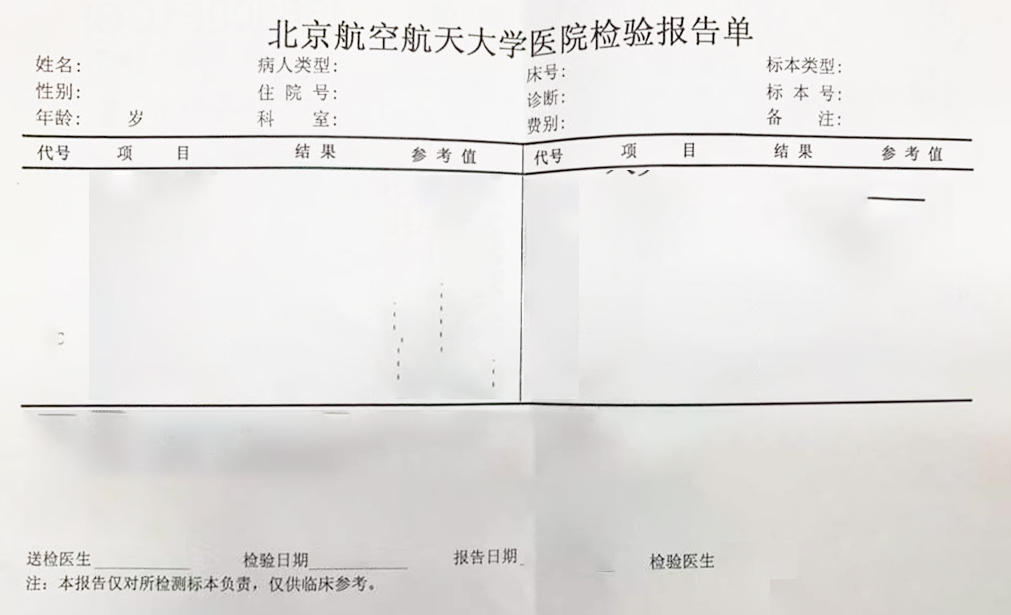 北京航空航天大学医院检验报告单
姓名: 病人类型: 床号: 标本类型:
性别: 住 院 号: 诊断: 标 本 号:
年龄: 岁 科 室: 费别: 备 注:
代号 项 目 结 果 参 考 值 代号 项 目 结 果 参 考 值
送检医生 检验日期 报告日期 检验医生
注：本报告仅对所检测标本负责，仅供临床参考。